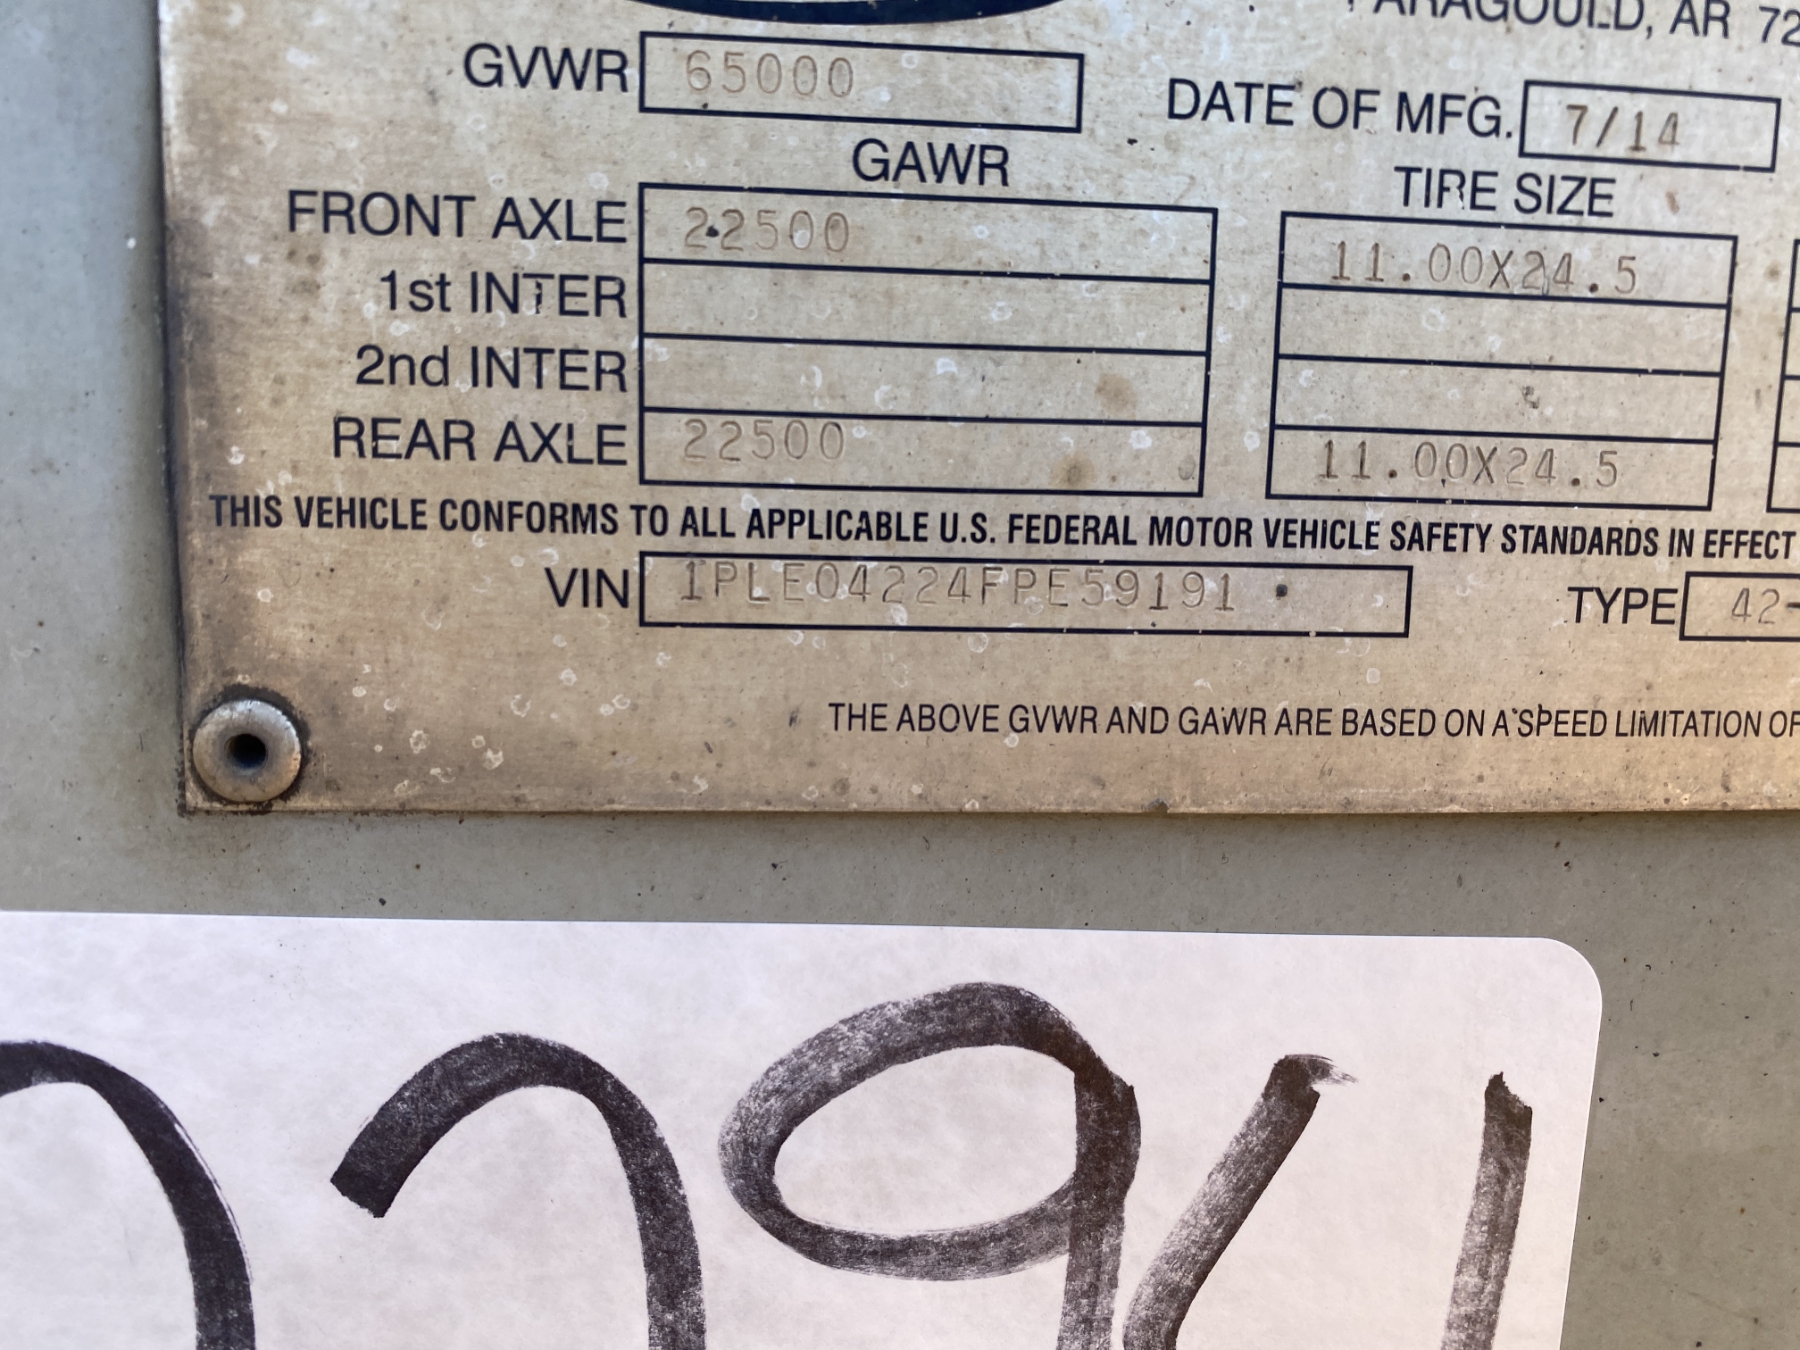 PARAGOULD, AR 72
GVWR 65000
DATE OF MFG. 7/14
GAWR TIRE SIZE
FRONT AXLE 22500 11.00X24.5
1st INTER
2nd INTER
REAR AXLE 22500 11.00X24.5
THIS VEHICLE CONFORMS TO ALL APPLICABLE U.S. FEDERAL MOTOR VEHICLE SAFETY STANDARDS IN EFFECT
VIN 1PLE04224FPE59191 TYPE 42-
THE ABOVE GVWR AND GAWR ARE BASED ON A SPEED LIMITATION OF